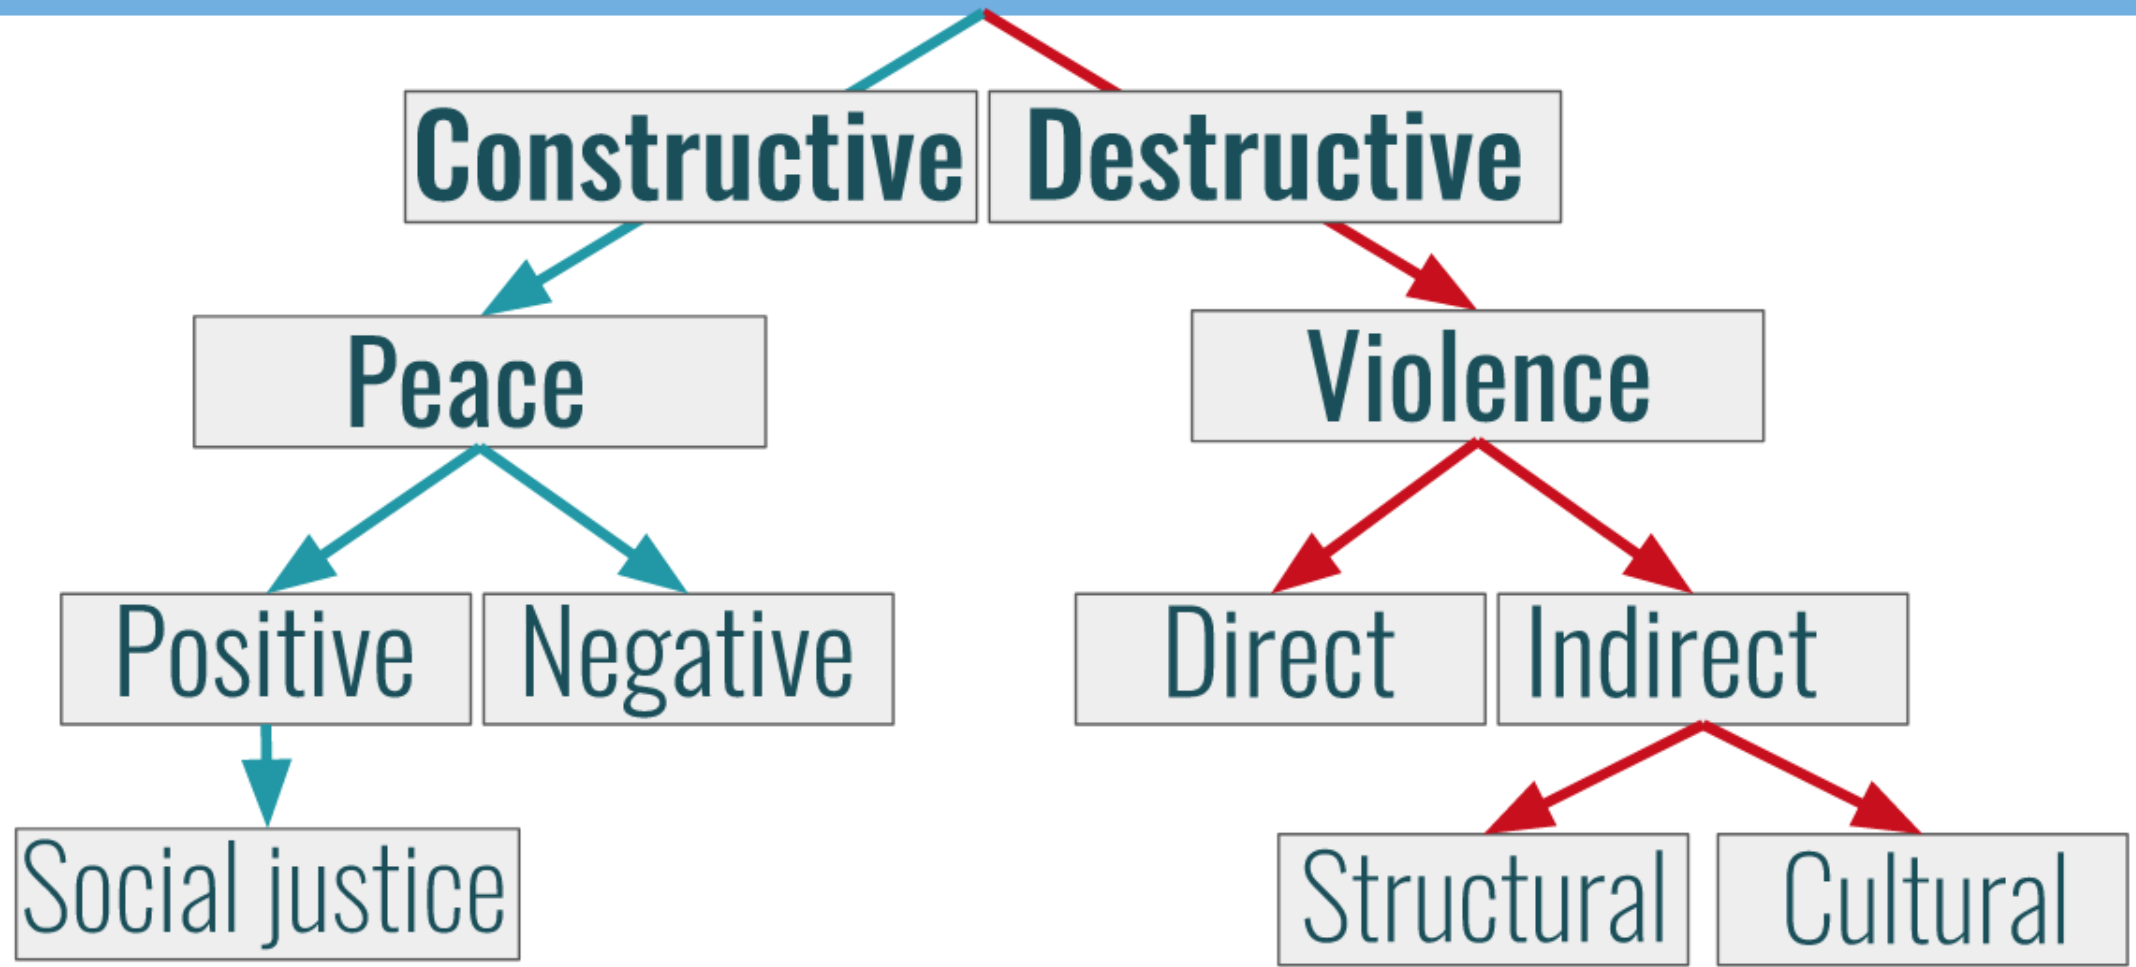 Constructive
Destructive
Peace
Violence
Positive
Negative
Direct
Indirect
Social justice
Structural
Cultural